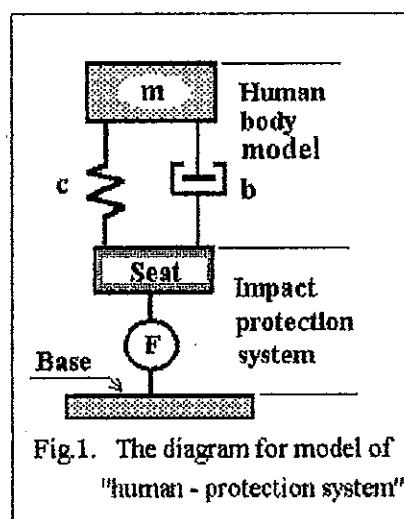 m
Human
body
model
c
b
Seat
Impact
protection
system
F
Base
Fig.1. The diagram for model of
"human - protection system"